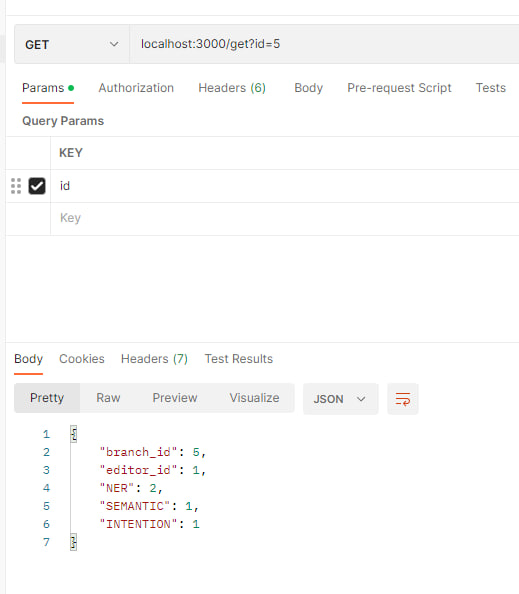 GET localhost:3000/get?id=5
Params Authorization Headers (6) Body Pre-request Script Tests
Query Params
KEY
id
Key
Body Cookies Headers (7) Test Results
Pretty Raw Preview Visualize JSON
1 {
2 "branch_id": 5,
3 "editor_id": 1,
4 "NER": 2,
5 "SEMANTIC": 1,
6 "INTENTION": 1
7 }